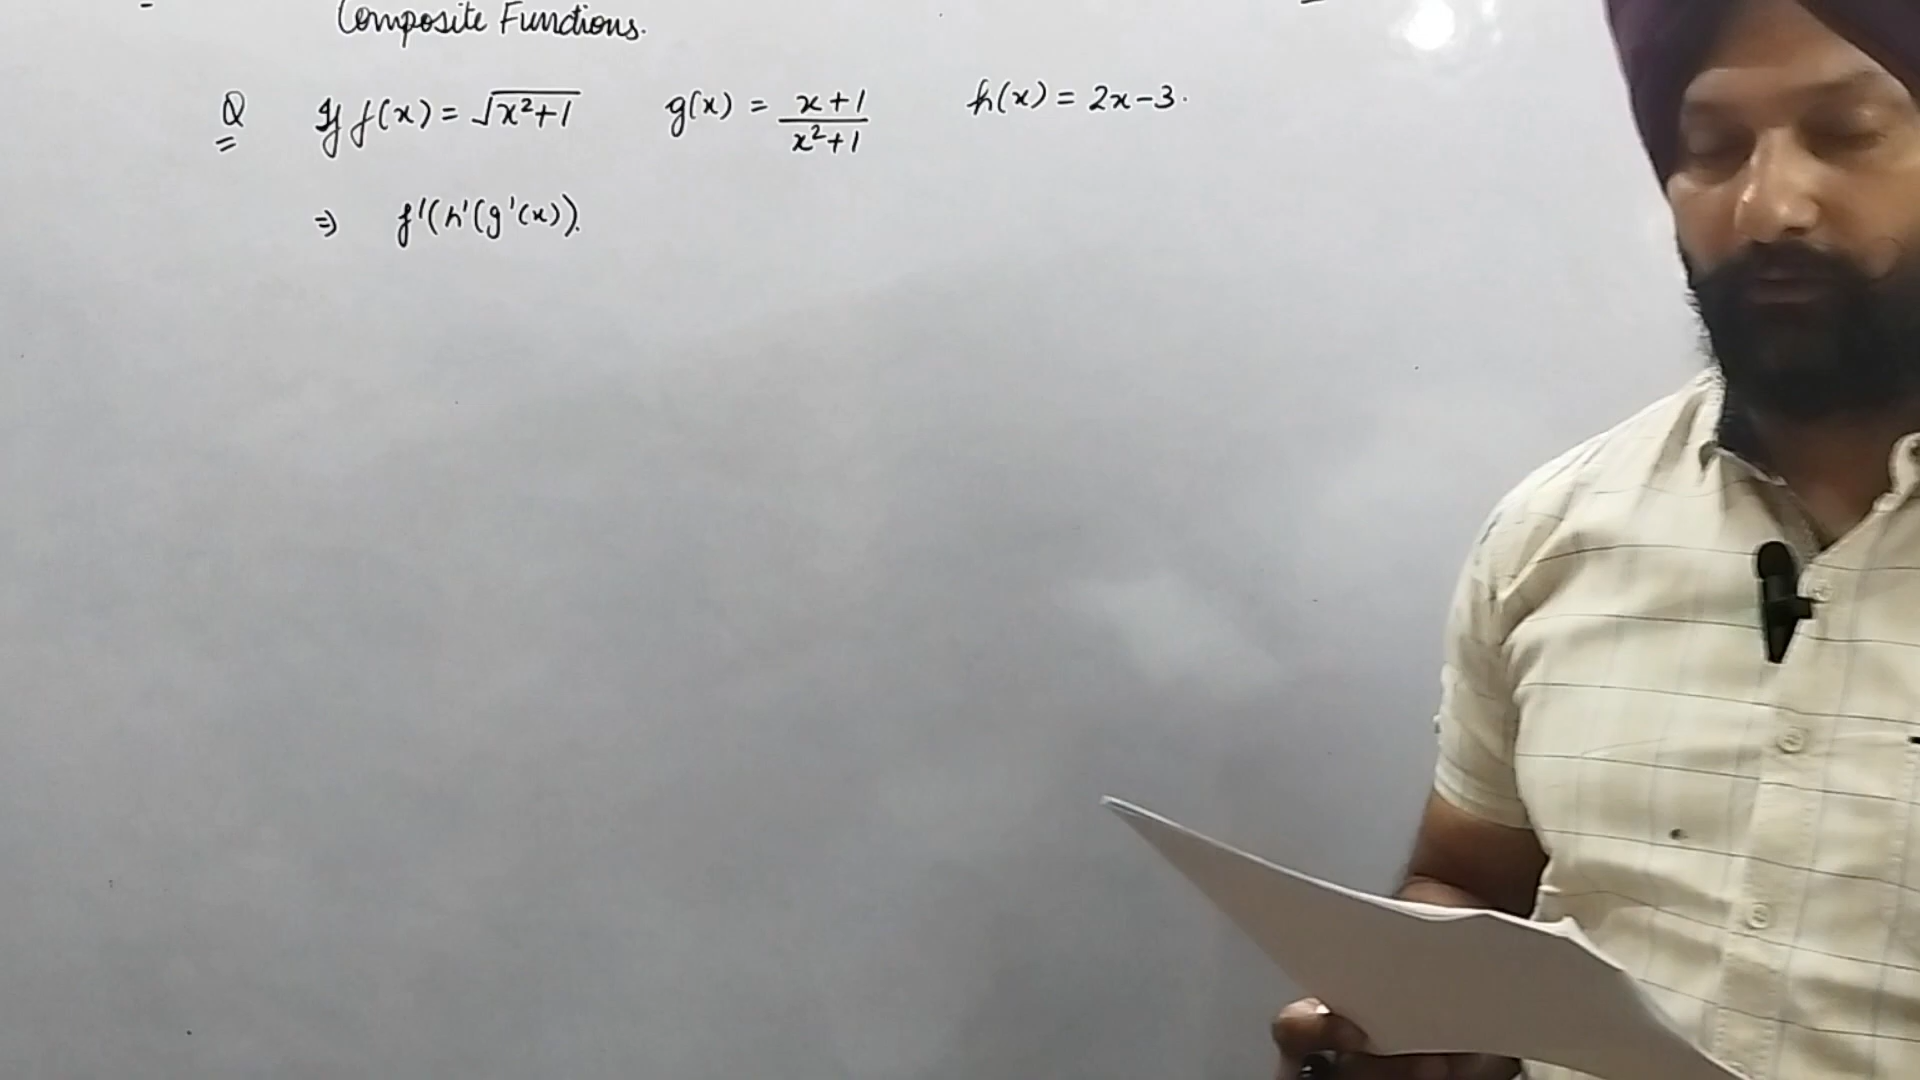 Composite Functions.
Q If f(x) = √(x²+1) g(x) = (x+1)/(x²+1) h(x) = 2x-3.
⇒ f'(h'(g'(x)).